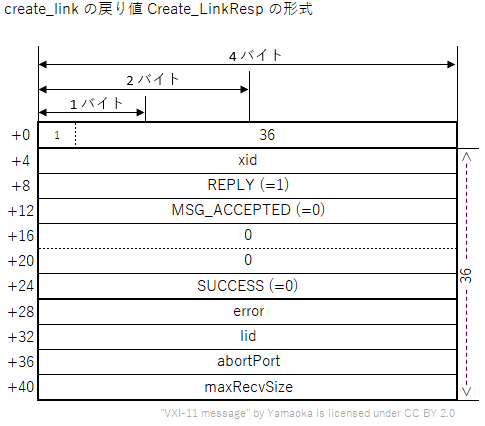 create_link の戻り値 Create_LinkResp の形式
4 バイト
2 バイト
1 バイト
+0 1 36
+4 xid
+8 REPLY (=1)
+12 MSG_ACCEPTED (=0)
+16 0
+20 0
+24 SUCCESS (=0)
+28 error
+32 lid
+36 abortPort
+40 maxRecvSize
36
"VXI-11 message" by Yamaoka is licensed under CC BY 2.0